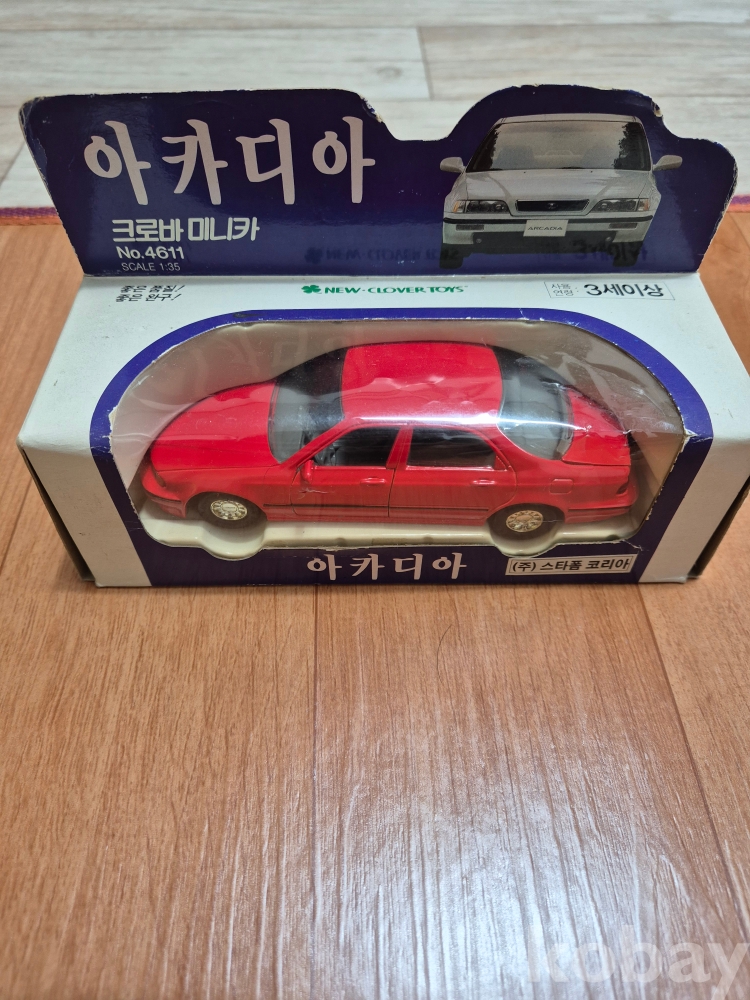 아카디아
크로바 미니카
No.4611
SCALE 1:35
ARCADIA
좋은 품질!
좋은 완구!
NEW·CLOVER TOYS
사용
연령: 3세이상
아카디아
(주) 스타폼 코리아
kobay